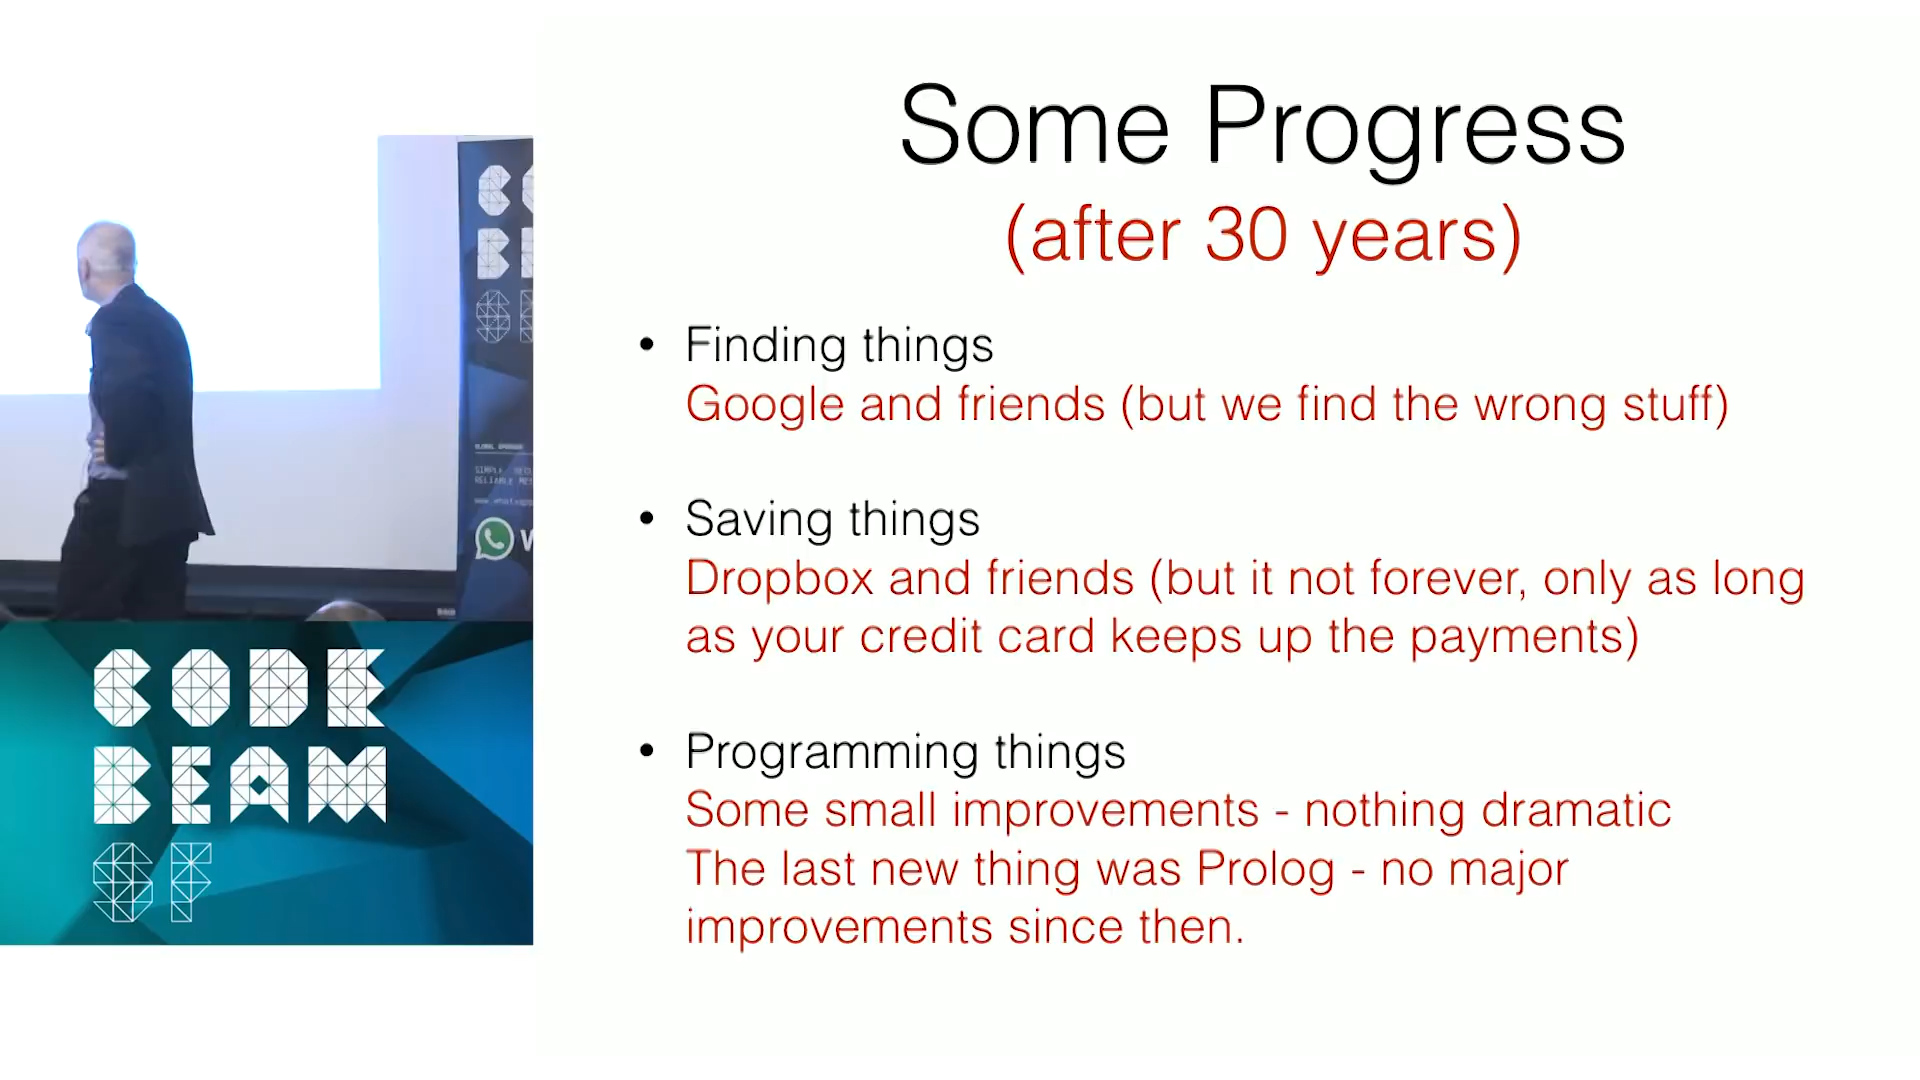 Some Progress
(after 30 years)
• Finding things
Google and friends (but we find the wrong stuff)
• Saving things
Dropbox and friends (but it not forever, only as long
as your credit card keeps up the payments)
• Programming things
Some small improvements - nothing dramatic
The last new thing was Prolog - no major
improvements since then.
CODE
BEAM
SF